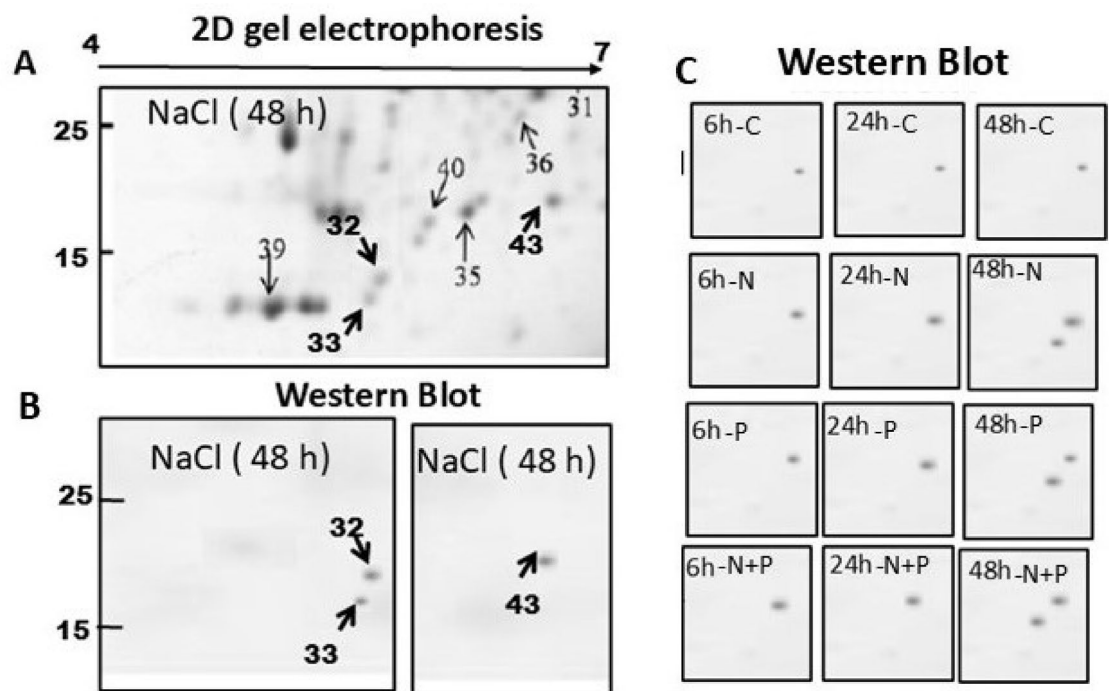 2D gel electrophoresis
4
7
A
NaCl ( 48 h)
25
15
31
36
40
32
43
39
35
33
Western Blot
B
NaCl ( 48 h)
NaCl ( 48 h)
25
15
32
33
43
C
Western Blot
6h-C
24h-C
48h-C
6h-N
24h-N
48h-N
6h-P
24h-P
48h-P
6h-N+P
24h-N+P
48h-N+P